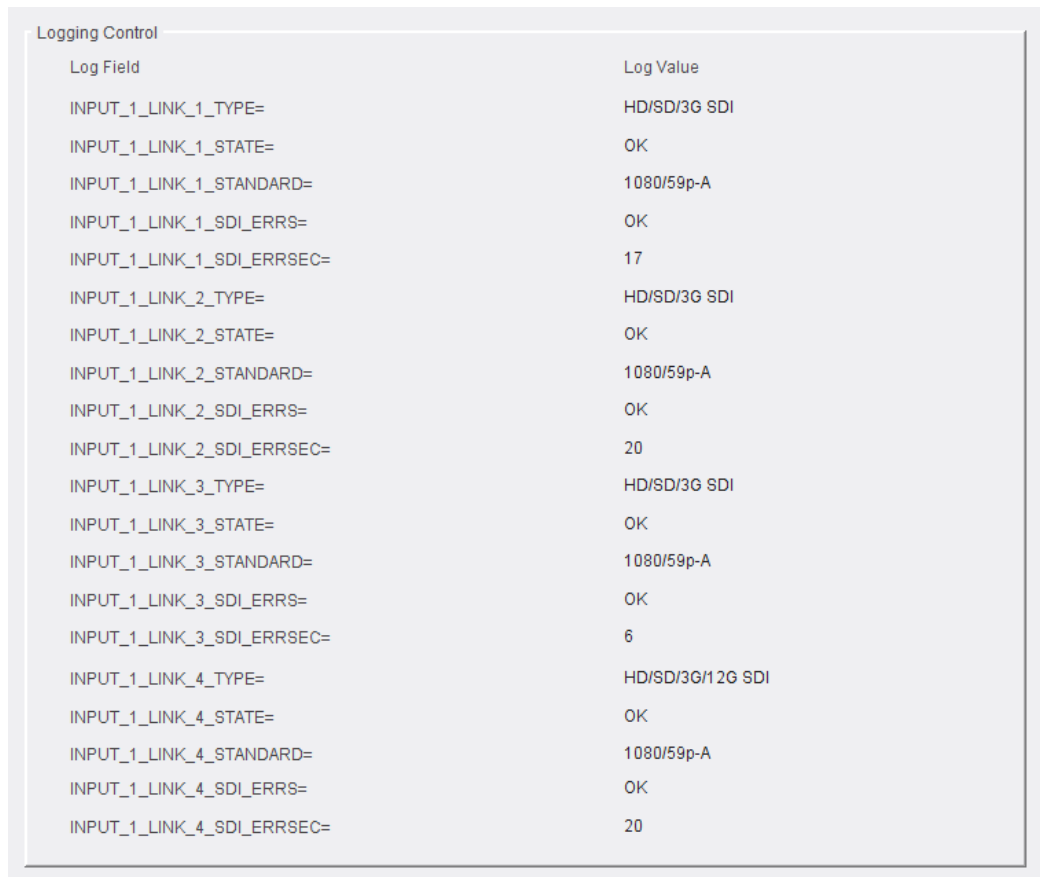 Logging Control
Log Field Log Value
INPUT_1_LINK_1_TYPE= HD/SD/3G SDI
INPUT_1_LINK_1_STATE= OK
INPUT_1_LINK_1_STANDARD= 1080/59p-A
INPUT_1_LINK_1_SDI_ERRS= OK
INPUT_1_LINK_1_SDI_ERRSEC= 17
INPUT_1_LINK_2_TYPE= HD/SD/3G SDI
INPUT_1_LINK_2_STATE= OK
INPUT_1_LINK_2_STANDARD= 1080/59p-A
INPUT_1_LINK_2_SDI_ERRS= OK
INPUT_1_LINK_2_SDI_ERRSEC= 20
INPUT_1_LINK_3_TYPE= HD/SD/3G SDI
INPUT_1_LINK_3_STATE= OK
INPUT_1_LINK_3_STANDARD= 1080/59p-A
INPUT_1_LINK_3_SDI_ERRS= OK
INPUT_1_LINK_3_SDI_ERRSEC= 6
INPUT_1_LINK_4_TYPE= HD/SD/3G/12G SDI
INPUT_1_LINK_4_STATE= OK
INPUT_1_LINK_4_STANDARD= 1080/59p-A
INPUT_1_LINK_4_SDI_ERRS= OK
INPUT_1_LINK_4_SDI_ERRSEC= 20